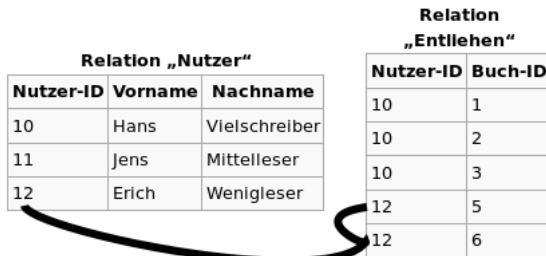 Relation „Nutzer“
Nutzer-ID Vorname Nachname
10 Hans Vielschreiber
11 Jens Mittelleser
12 Erich Wenigleser
Relation
„Entliehen“
Nutzer-ID Buch-ID
10 1
10 2
10 3
12 5
12 6